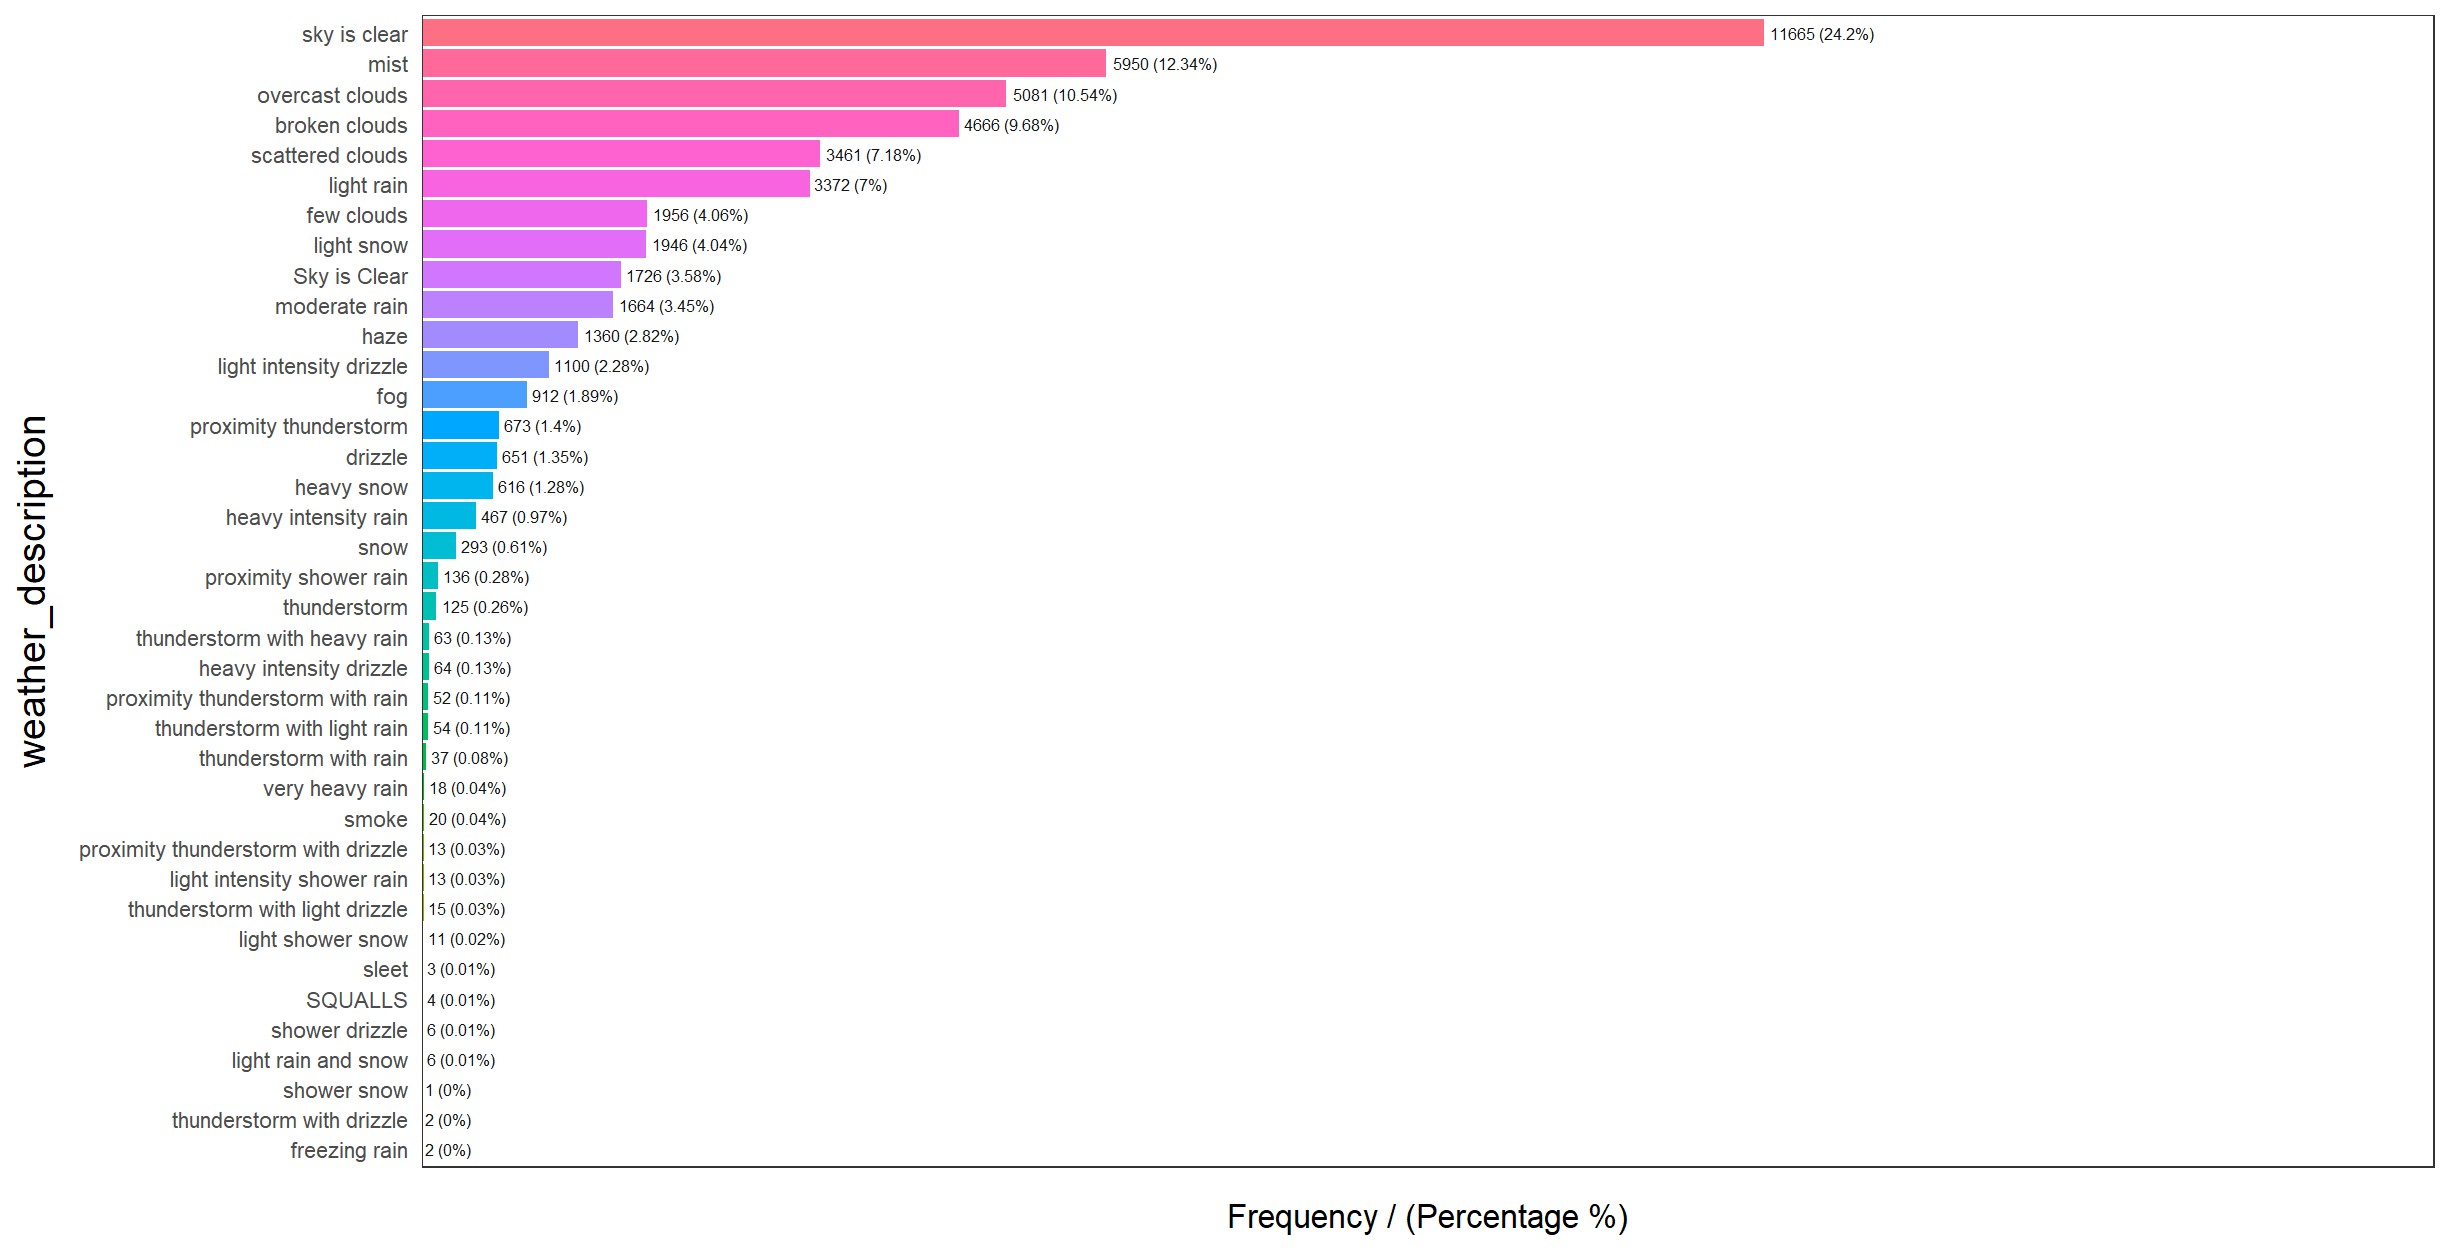 sky is clear 11665 (24.2%)
mist 5950 (12.34%)
overcast clouds 5081 (10.54%)
broken clouds 4666 (9.68%)
scattered clouds 3461 (7.18%)
light rain 3372 (7%)
few clouds 1956 (4.06%)
light snow 1946 (4.04%)
Sky is Clear 1726 (3.58%)
moderate rain 1664 (3.45%)
haze 1360 (2.82%)
light intensity drizzle 1100 (2.28%)
fog 912 (1.89%)
proximity thunderstorm 673 (1.4%)
drizzle 651 (1.35%)
heavy snow 616 (1.28%)
heavy intensity rain 467 (0.97%)
snow 293 (0.61%)
proximity shower rain 136 (0.28%)
thunderstorm 125 (0.26%)
thunderstorm with heavy rain 63 (0.13%)
heavy intensity drizzle 64 (0.13%)
proximity thunderstorm with rain 52 (0.11%)
thunderstorm with light rain 54 (0.11%)
thunderstorm with rain 37 (0.08%)
very heavy rain 18 (0.04%)
smoke 20 (0.04%)
proximity thunderstorm with drizzle 13 (0.03%)
light intensity shower rain 13 (0.03%)
thunderstorm with light drizzle 15 (0.03%)
light shower snow 11 (0.02%)
sleet 3 (0.01%)
SQUALLS 4 (0.01%)
shower drizzle 6 (0.01%)
light rain and snow 6 (0.01%)
shower snow 1 (0%)
thunderstorm with drizzle 2 (0%)
freezing rain 2 (0%)
weather_description
Frequency / (Percentage %)